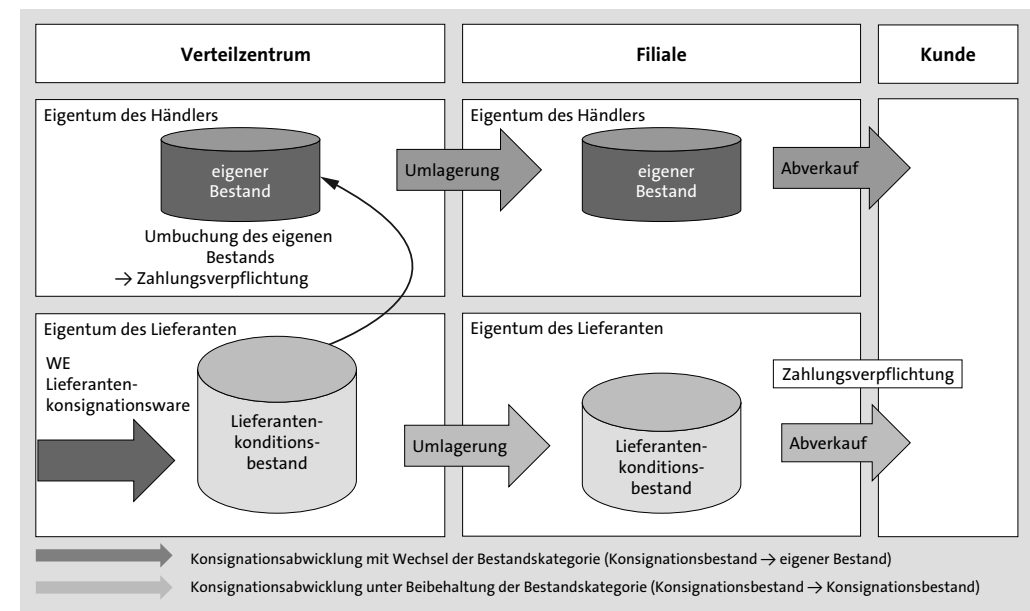 Verteilzentrum
Filiale
Kunde
Eigentum des Händlers
eigener
Bestand
Umbuchung des eigenen
Bestands
→ Zahlungsverpflichtung
Umlagerung
Eigentum des Händlers
eigener
Bestand
Abverkauf
Eigentum des Lieferanten
WE
Lieferanten-
konsignationsware
Lieferanten-
konditions-
bestand
Umlagerung
Eigentum des Lieferanten
Lieferanten-
konditions-
bestand
Zahlungsverpflichtung
Abverkauf
Konsignationsabwicklung mit Wechsel der Bestandskategorie (Konsignationsbestand → eigener Bestand)
Konsignationsabwicklung unter Beibehaltung der Bestandskategorie (Konsignationsbestand → Konsignationsbestand)